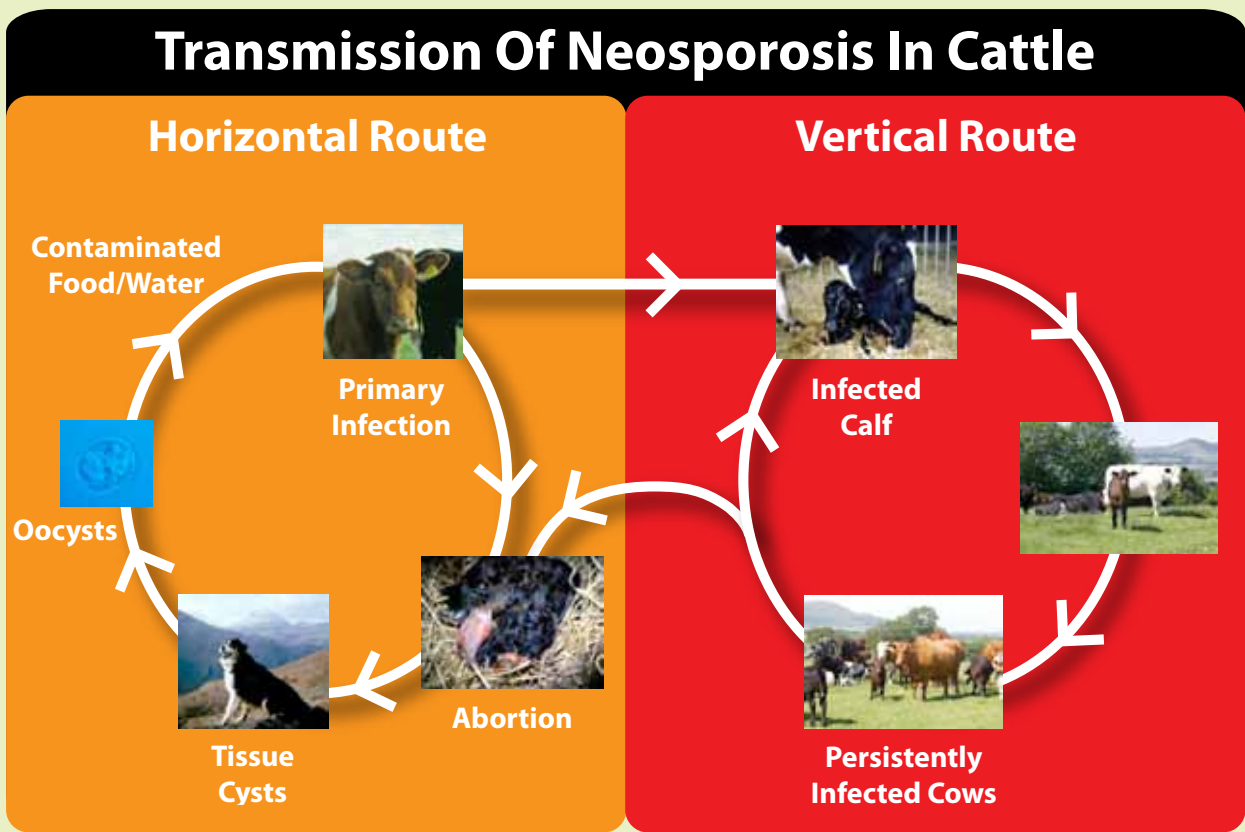 Transmission Of Neosporosis In Cattle
Horizontal Route
Vertical Route
Contaminated
Food/Water
Primary
Infection
Infected
Calf
Oocysts
Abortion
Tissue
Cysts
Persistently
Infected Cows